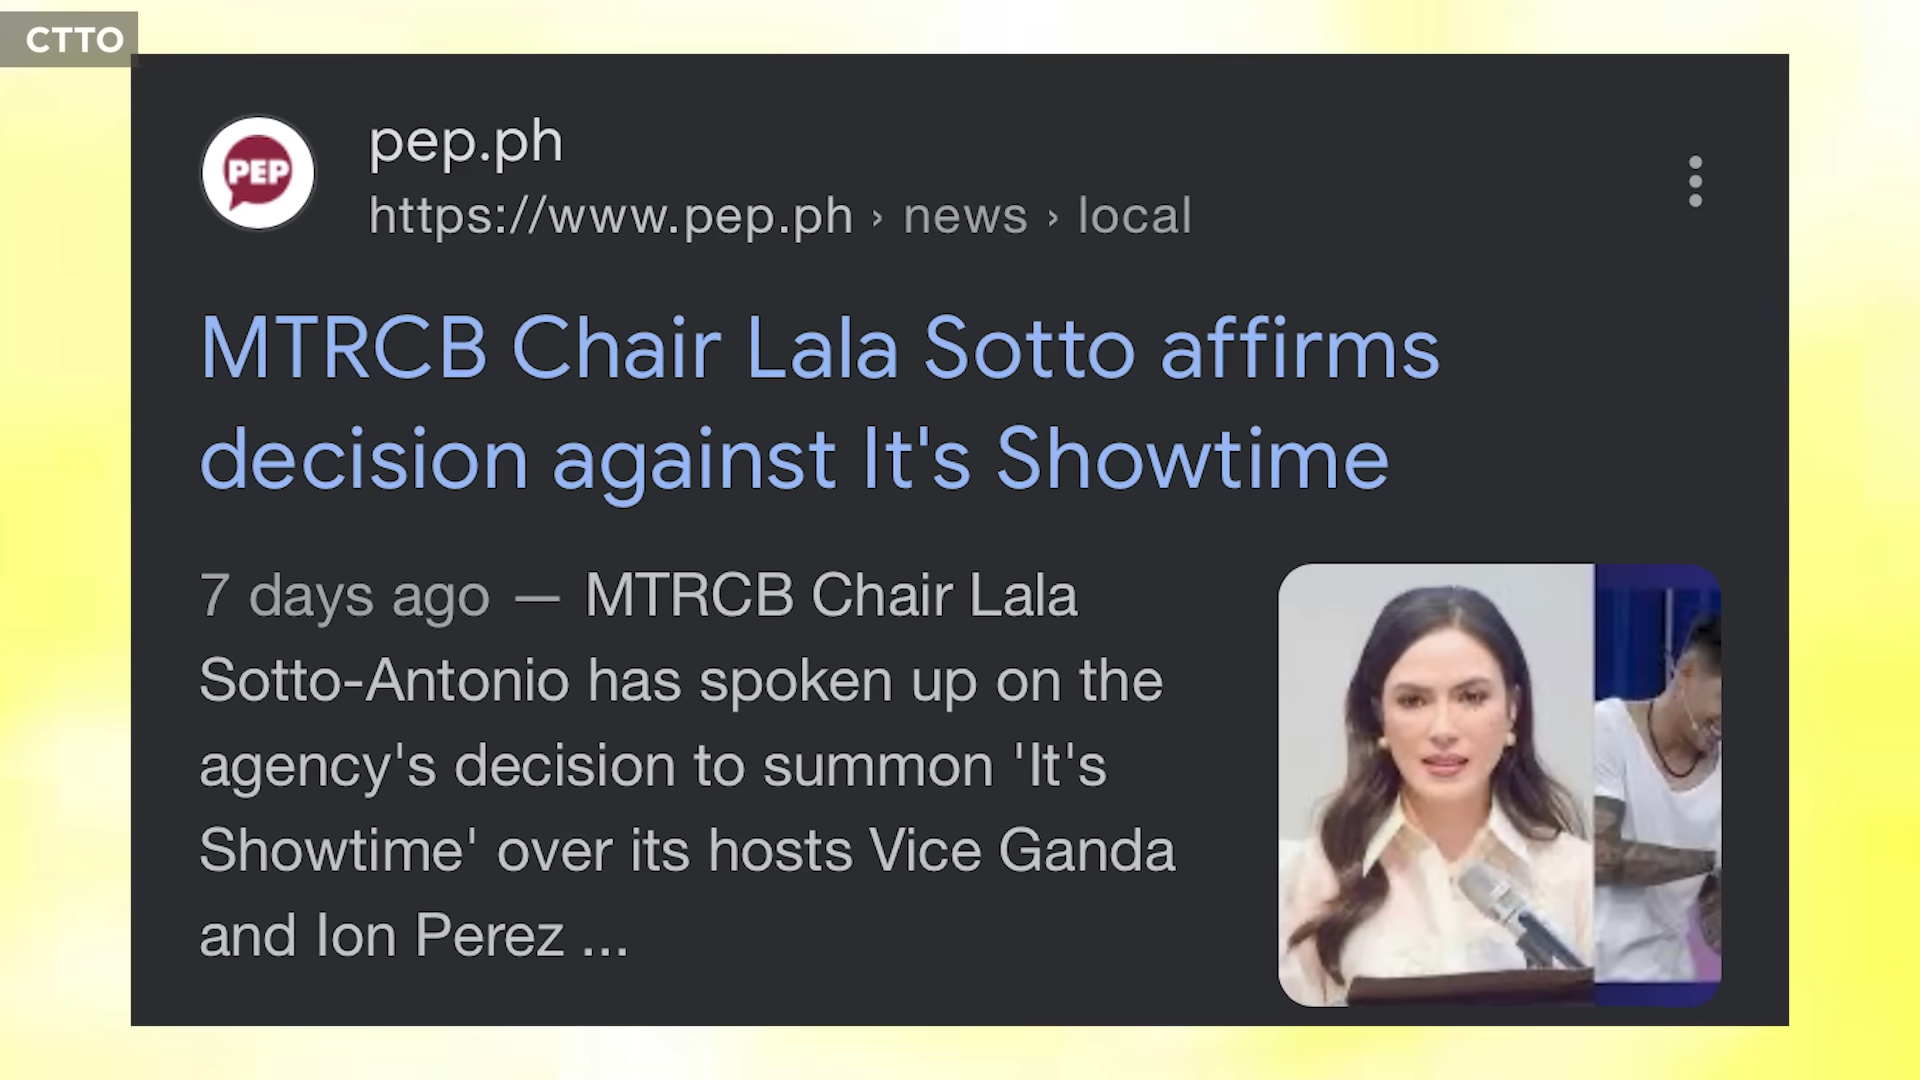 CTTO
PEP
pep.ph
https://www.pep.ph › news › local
MTRCB Chair Lala Sotto affirms
decision against It's Showtime
7 days ago — MTRCB Chair Lala
Sotto-Antonio has spoken up on the
agency's decision to summon 'It's
Showtime' over its hosts Vice Ganda
and Ion Perez ...